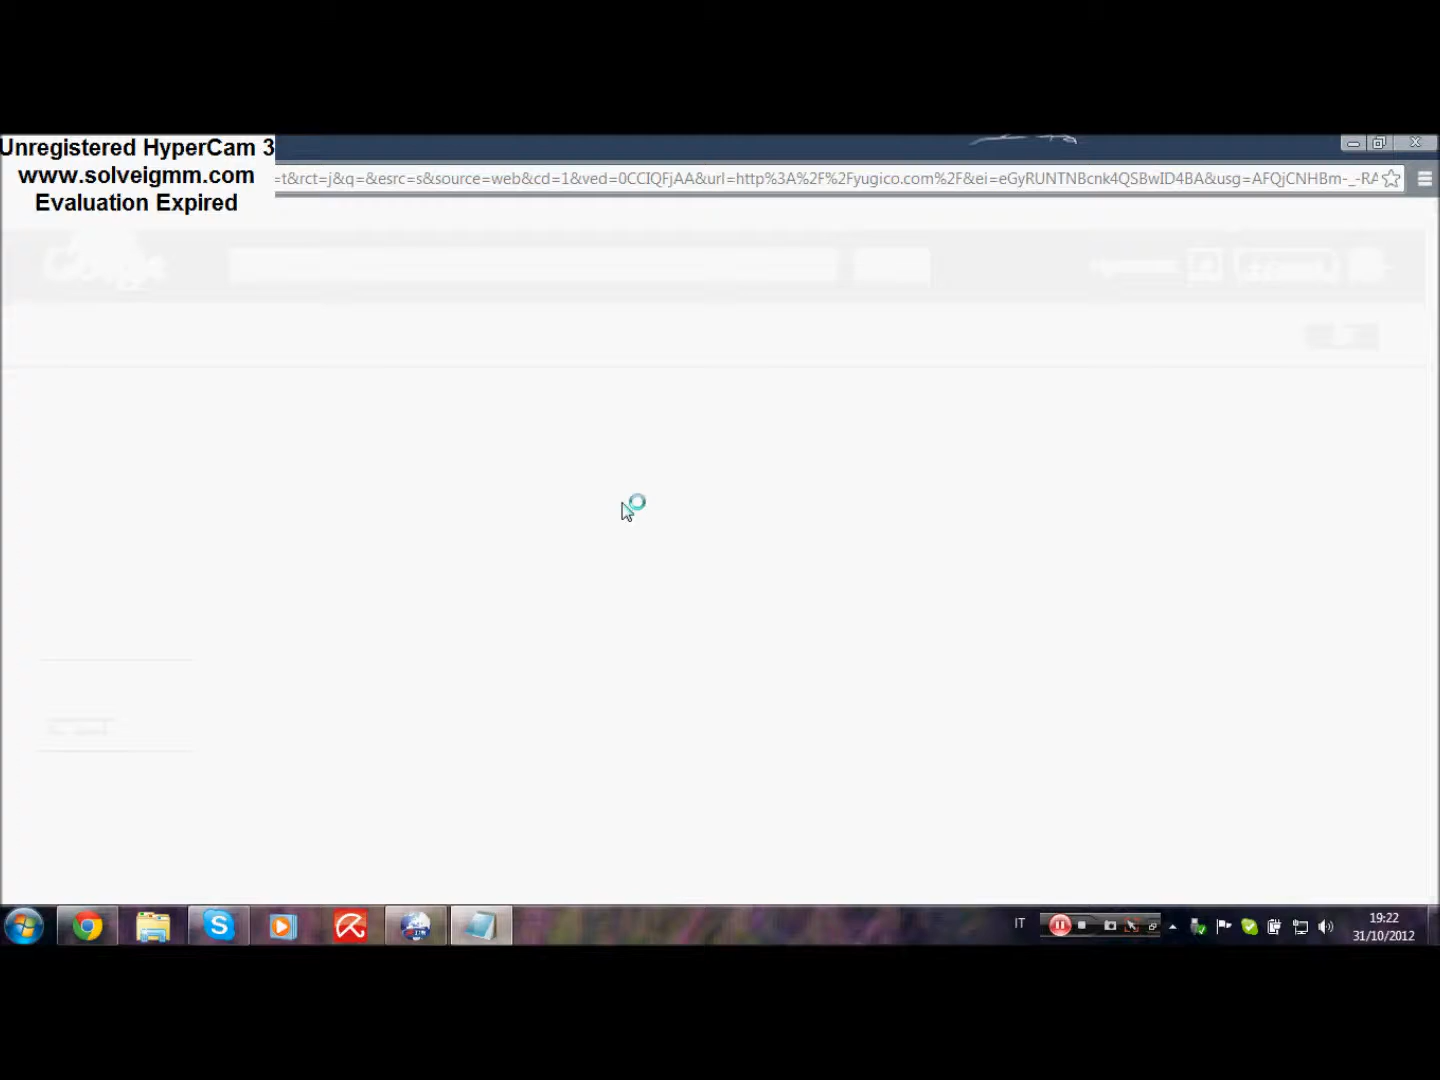 Unregistered HyperCam 3
www.solveigmm.com
Evaluation Expired
=t&rct=j&q=&esrc=s&source=web&cd=1&ved=0CCIQFjAA&url=http%3A%2F%2Fyugico.com%2F&ei=eGyRUNTNBcnk4QSBwID4BA&usg=AFQjCNHBm-_-RA
IT
19:22
31/10/2012